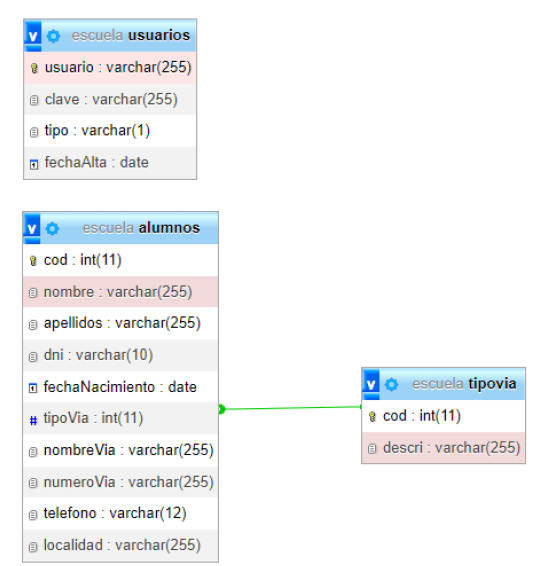 v escuela usuarios
usuario : varchar(255)
clave : varchar(255)
tipo : varchar(1)
fechaAlta : date
v escuela alumnos
cod : int(11)
nombre : varchar(255)
apellidos : varchar(255)
dni : varchar(10)
fechaNacimiento : date
# tipoVia : int(11)
nombreVia : varchar(255)
numeroVia : varchar(255)
telefono : varchar(12)
localidad : varchar(255)
v escuela tipovia
cod : int(11)
descri : varchar(255)